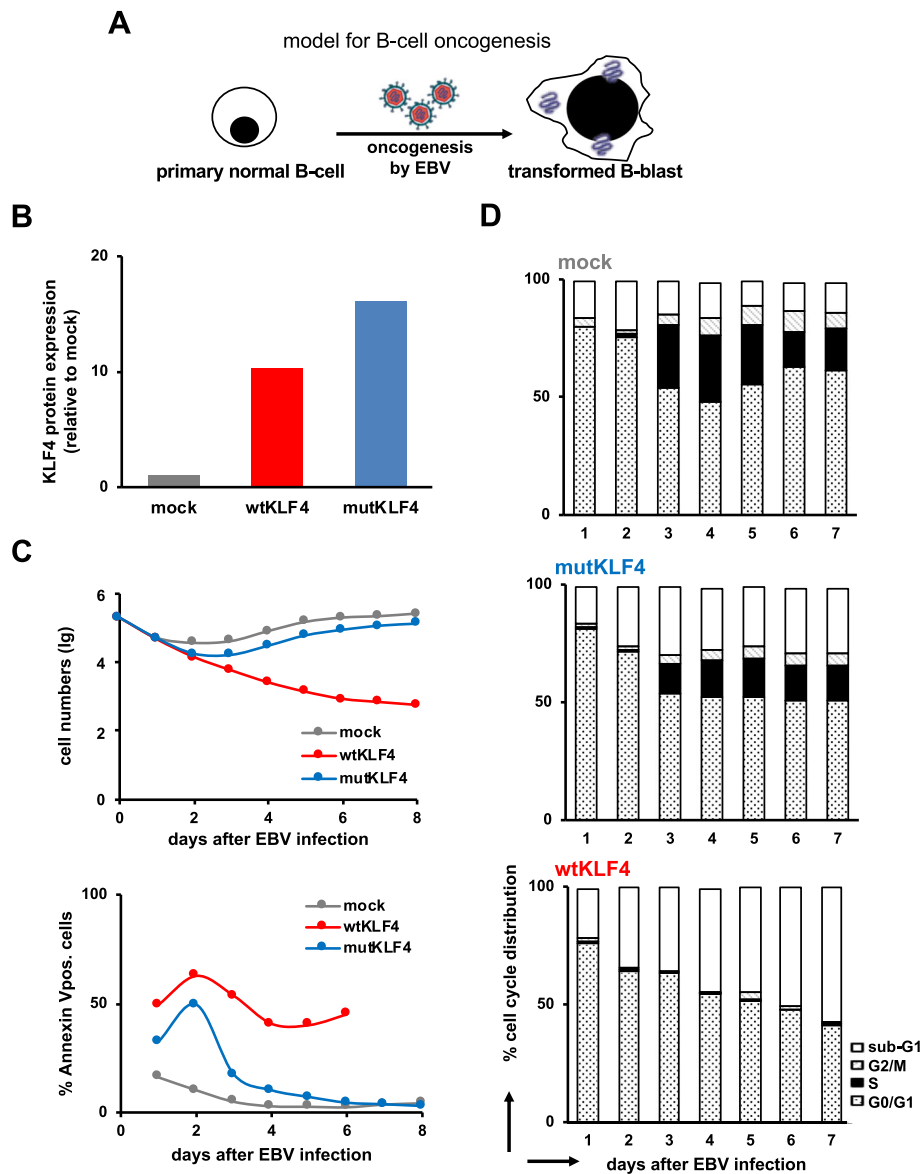 A
model for B-cell oncogenesis
primary normal B-cell
oncogenesis
by EBV
transformed B-blast
B
KLF4 protein expression
(relative to mock)
20
10
0
mock wtKLF4 mutKLF4
C
cell numbers (lg)
6
4
2
0
mock
wtKLF4
mutKLF4
0 2 4 6 8
days after EBV infection
% Annexin Vpos. cells
100
50
0
mock
wtKLF4
mutKLF4
0 2 4 6 8
days after EBV infection
D
mock
100
50
0
1 2 3 4 5 6 7
mutKLF4
100
50
0
1 2 3 4 5 6 7
wtKLF4
% cell cycle distribution
100
50
0
1 2 3 4 5 6 7
days after EBV infection
sub-G1
G2/M
S
G0/G1